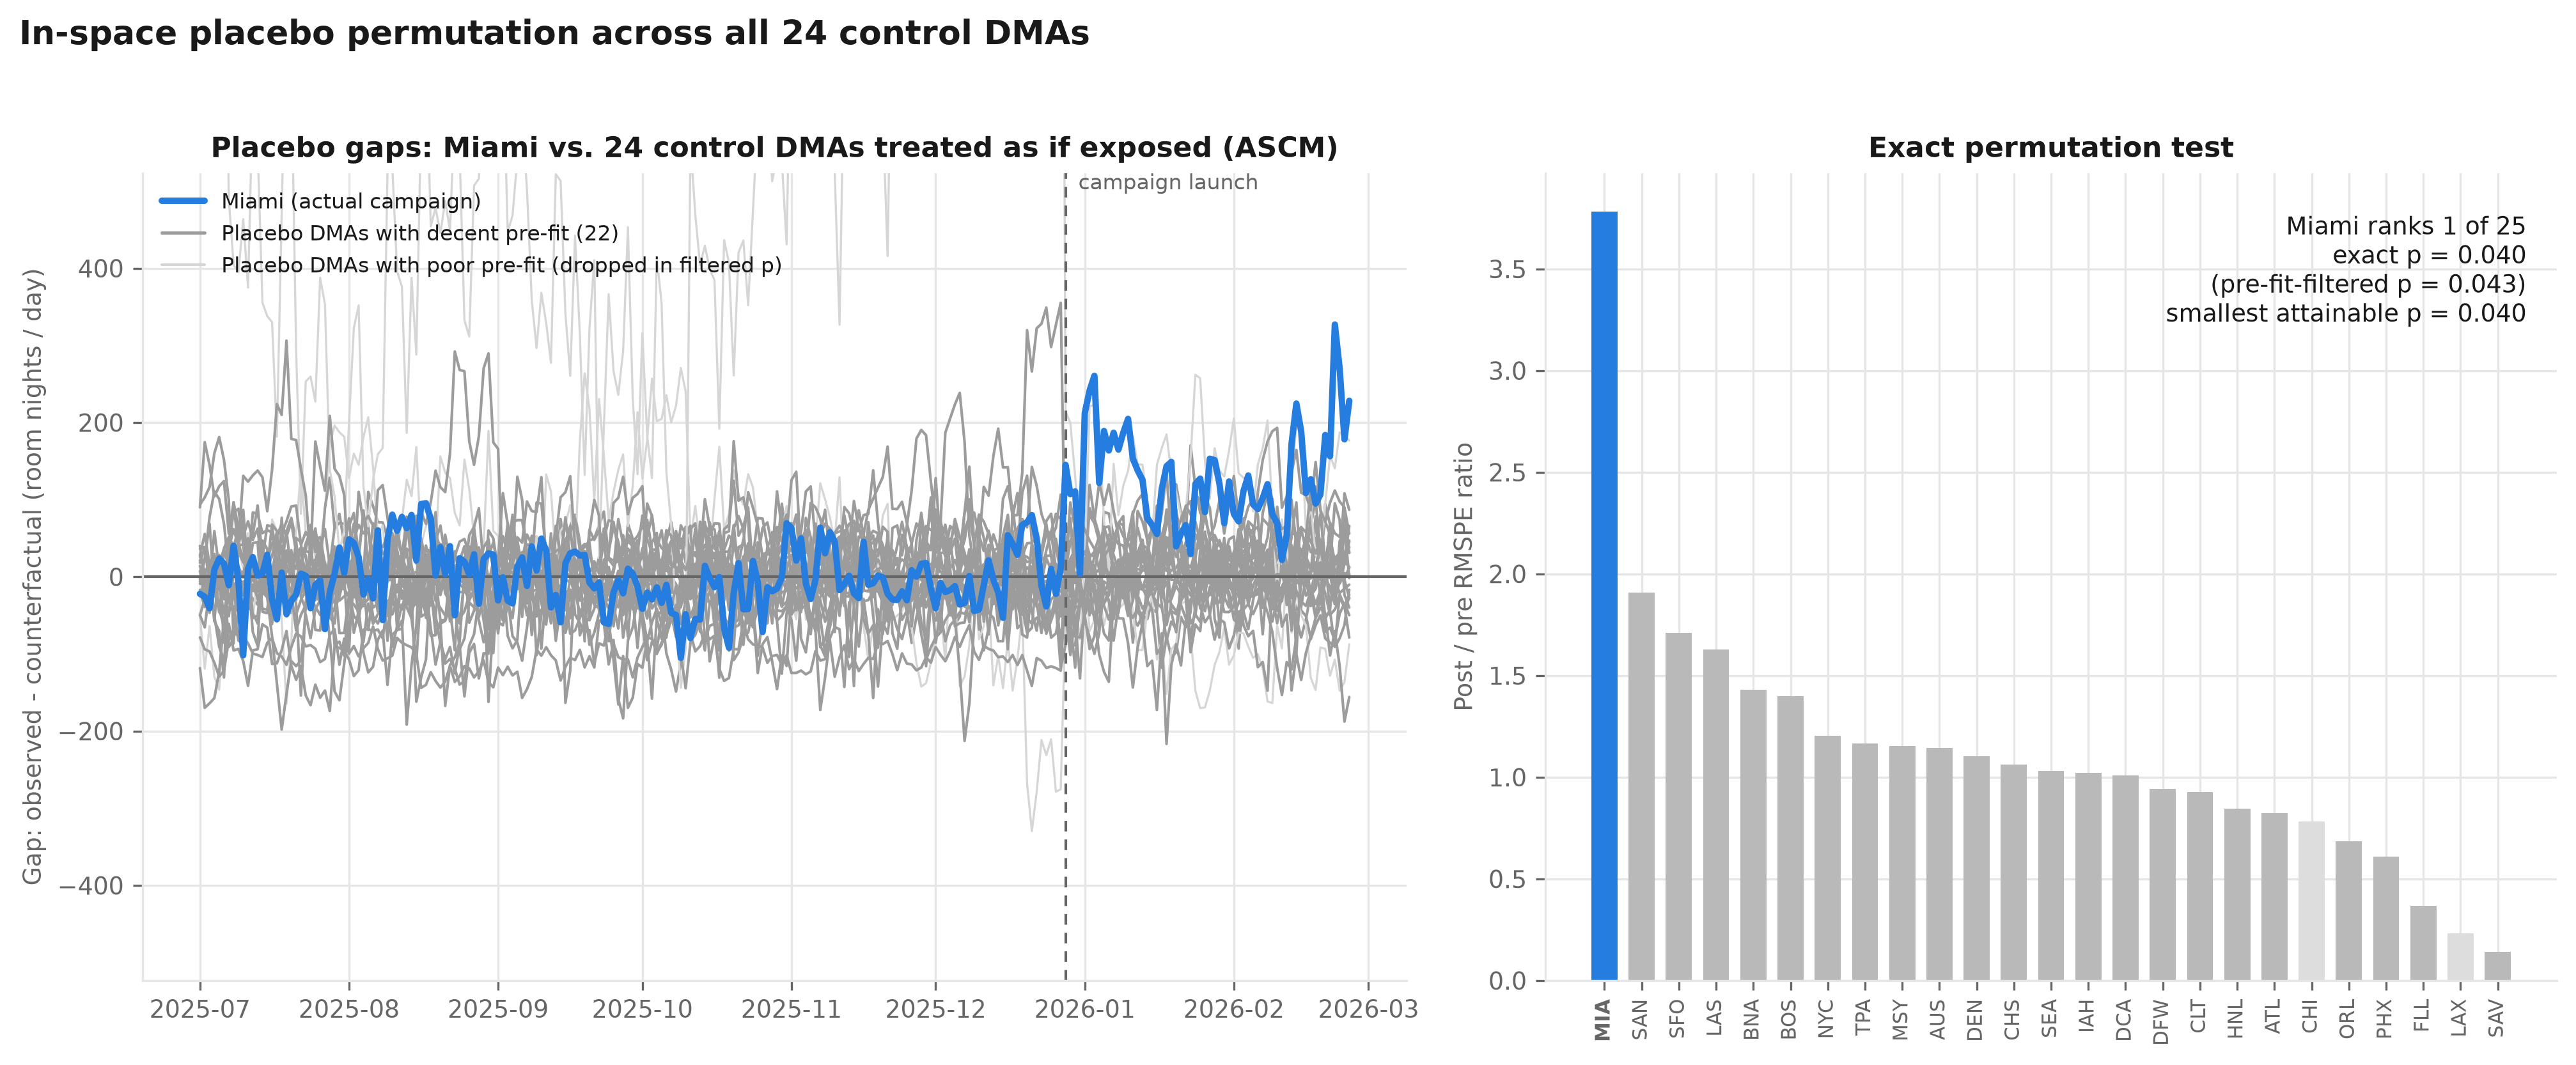 In-space placebo permutation across all 24 control DMAs
Placebo gaps: Miami vs. 24 control DMAs treated as if exposed (ASCM)
campaign launch
Miami (actual campaign)
Placebo DMAs with decent pre-fit (22)
Placebo DMAs with poor pre-fit (dropped in filtered p)
Gap: observed - counterfactual (room nights / day)
400
200
0
−200
−400
2025-07
2025-08
2025-09
2025-10
2025-11
2025-12
2026-01
2026-02
2026-03
Exact permutation test
Miami ranks 1 of 25
exact p = 0.040
(pre-fit-filtered p = 0.043)
smallest attainable p = 0.040
Post / pre RMSPE ratio
3.5
3.0
2.5
2.0
1.5
1.0
0.5
0.0
MIA
SAN
SFO
LAS
BNA
BOS
NYC
TPA
MSY
AUS
DEN
CHS
SEA
IAH
DCA
DFW
CLT
HNL
ATL
CHI
ORL
PHX
FLL
LAX
SAV